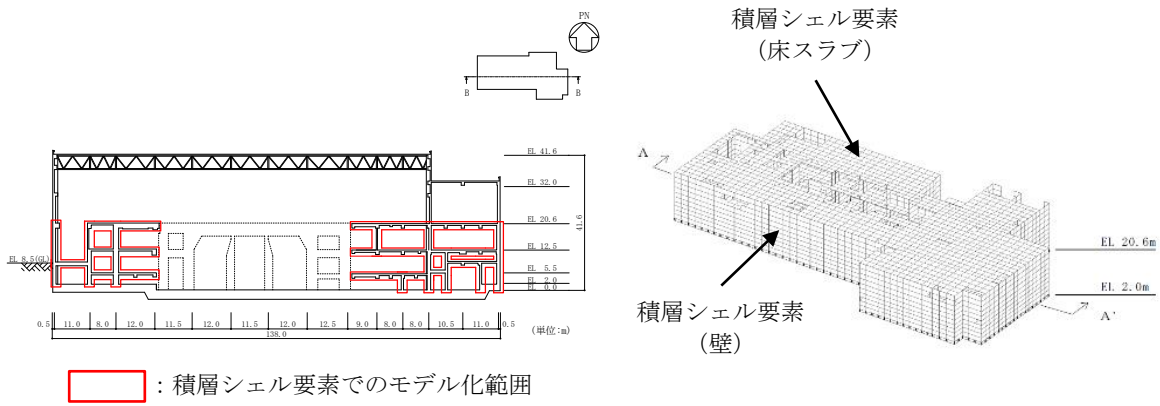 PN
B
B
EL 41.6
EL 32.0
EL 20.6
EL 12.5
EL 5.5
EL 2.0
EL 0.0
41.6
EL 8.5(GL)
0.5 11.0 8.0 12.0 11.5 12.0 11.5 12.0 12.5 9.0 8.0 8.0 10.5 11.0 0.5
(単位:m)
138.0
：積層シェル要素でのモデル化範囲
積層シェル要素
(床スラブ)
A
EL 20.6m
EL 2.0m
A'
積層シェル要素
(壁)